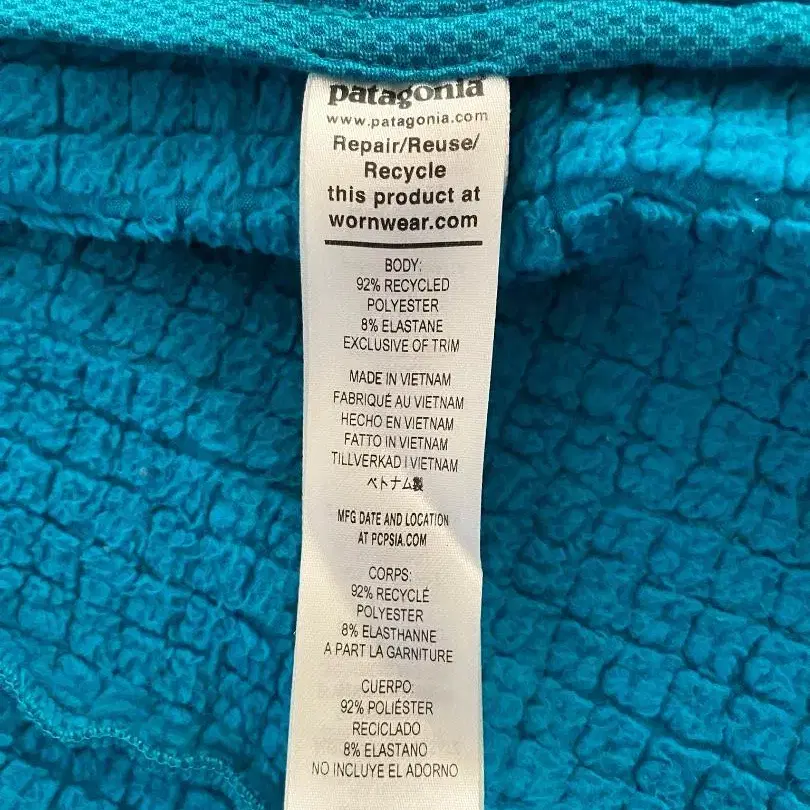 patagonia
www.patagonia.com
Repair/Reuse/
Recycle
this product at
wornwear.com
BODY:
92% RECYCLED
POLYESTER
8% ELASTANE
EXCLUSIVE OF TRIM
MADE IN VIETNAM
FABRIQUÉ AU VIETNAM
HECHO EN VIETNAM
FATTO IN VIETNAM
TILLVERKAD I VIETNAM
ベトナム製
MFG DATE AND LOCATION
AT PCPSIA.COM
CORPS:
92% RECYCLÉ
POLYESTER
8% ELASTHANNE
A PART LA GARNITURE
CUERPO:
92% POLIÉSTER
RECICLADO
8% ELASTANO
NO INCLUYE EL ADORNO